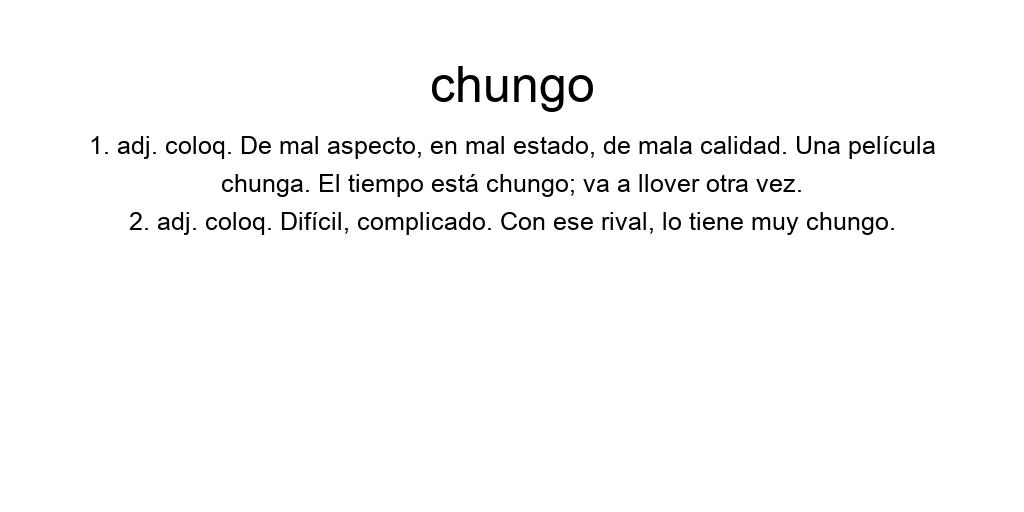 chungo
1. adj. coloq. De mal aspecto, en mal estado, de mala calidad. Una película
chunga. El tiempo está chungo; va a llover otra vez.
2. adj. coloq. Difícil, complicado. Con ese rival, lo tiene muy chungo.